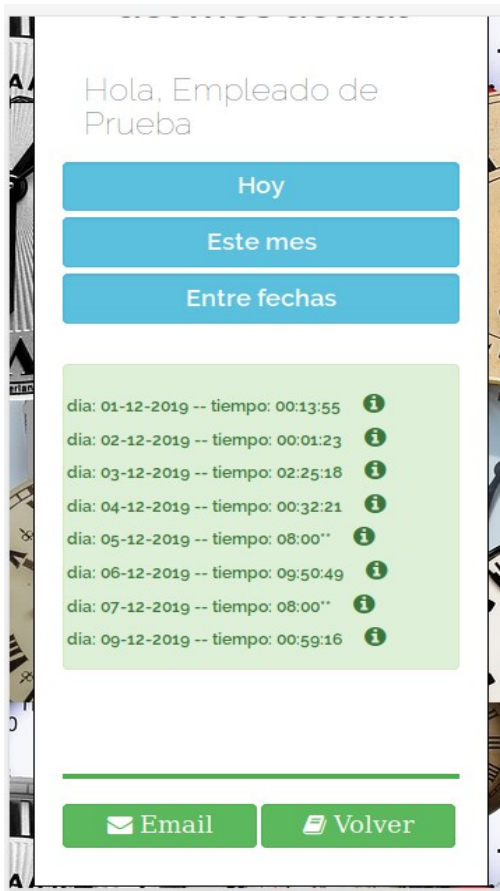 Hola, Empleado de
Prueba
Hoy
Este mes
Entre fechas
dia: 01-12-2019 -- tiempo: 00:13:55
dia: 02-12-2019 -- tiempo: 00:01:23
dia: 03-12-2019 -- tiempo: 02:25:18
dia: 04-12-2019 -- tiempo: 00:32:21
dia: 05-12-2019 -- tiempo: 08:00**
dia: 06-12-2019 -- tiempo: 09:50:49
dia: 07-12-2019 -- tiempo: 08:00**
dia: 09-12-2019 -- tiempo: 00:59:16
Email
Volver